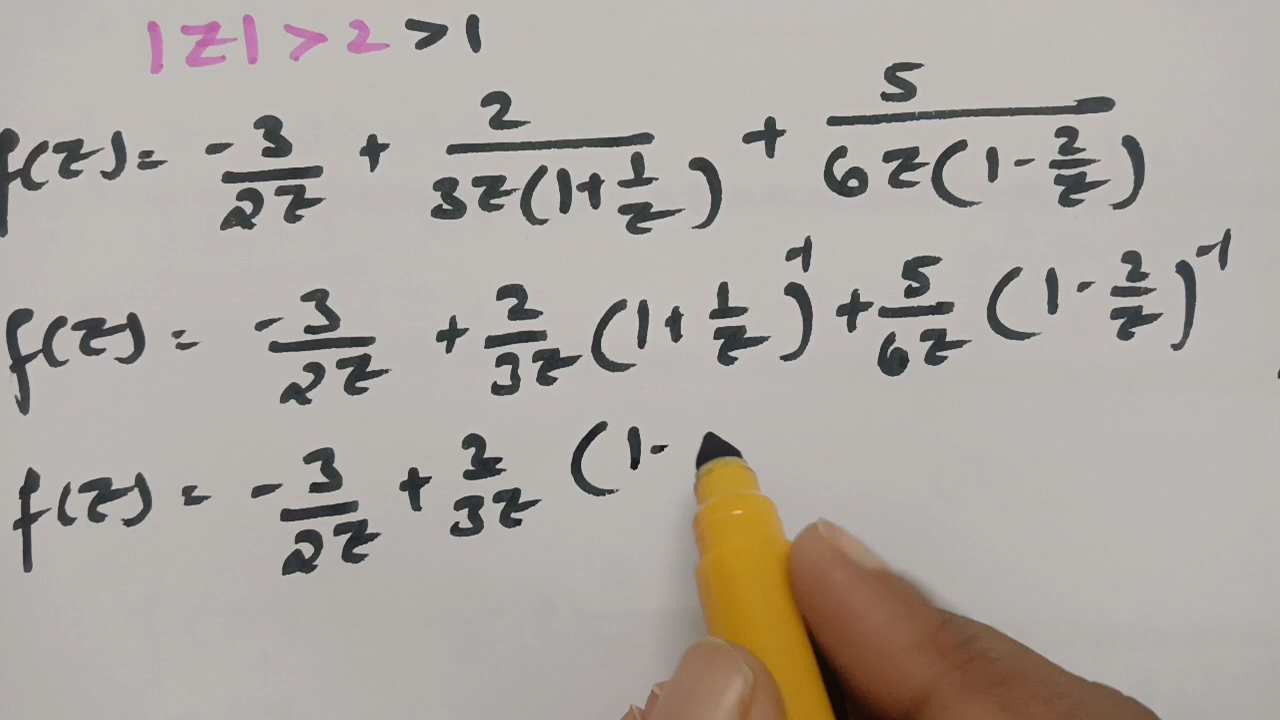 |Z| > 2 > 1
f(z) = -3/2z + 2/3z(1+1/z) + 5/6z(1-2/z)
f(z) = -3/2z + 2/3z (1+1/z)^-1 + 5/6z (1-2/z)^-1
f(z) = -3/2z + 2/3z (1-